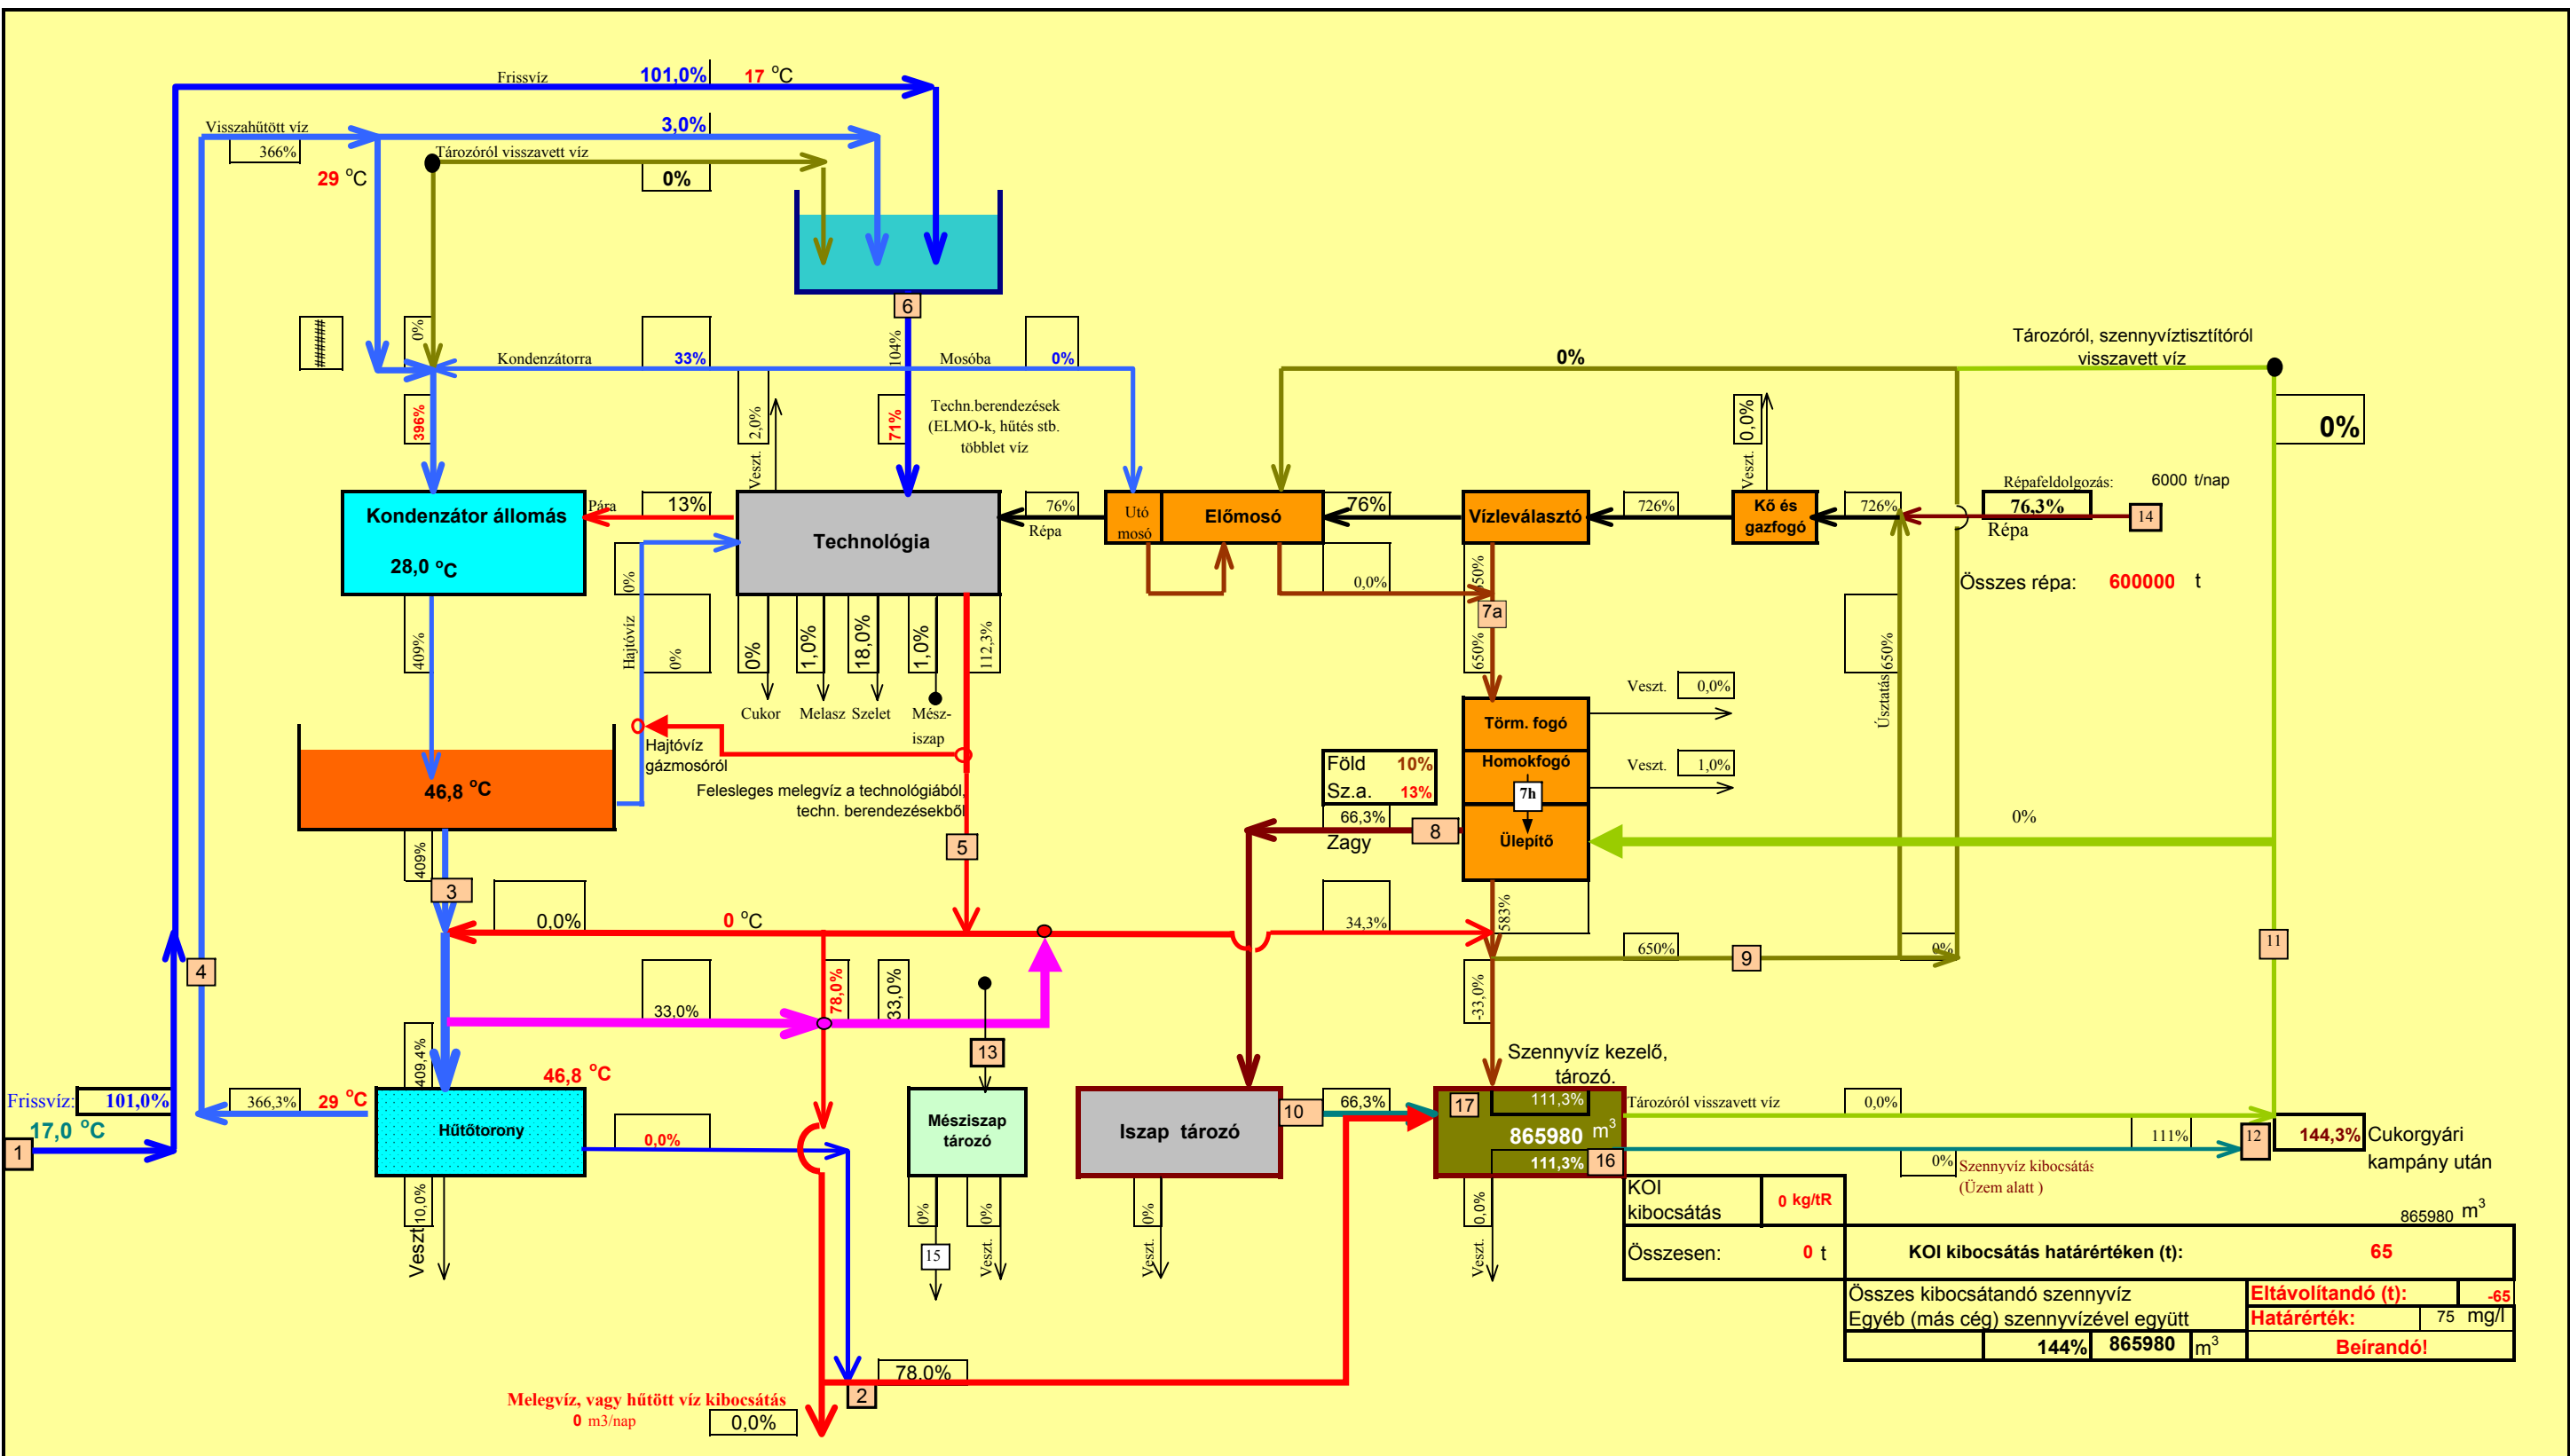 Frissvíz 101,0% 17 °C
Visszahűtött víz 3,0%
366%
Tározóról visszavett víz
29 °C 0%
6
######
0%
Kondenzátorra 33%
104%
Mosóba 0%
0%
Tározóról, szennyvíztisztítóról
visszavett víz
396%
2,0%
Veszt.
71%
Techn.berendezések
(ELMO-k, hűtés stb.
többlet víz
0,0%
Veszt.
0%
Kondenzátor állomás
28,0 °C
Pára 13%
Technológia
76%
Répa
Utó
mosó
Előmosó
76%
Vízleválasztó
726%
Kő és
gazfogó
726%
Répafeldolgozás: 6000 t/nap
76,3%
Répa
14
Összes répa: 600000 t
0%
Hajtóvíz
0%
409%
0%
1,0%
18,0%
1,0%
112,3%
Cukor Melasz Szelet Mész-
iszap
0,0%
650%
7a
650%
650%
Úsztatás
Veszt. 0,0%
Törm. fogó
Homokfogó
Veszt. 1,0%
7h
Ülepítő
Hajtóvíz
gázmosóról
46,8 °C
Felesleges melegvíz a technológiából,
techn. berendezésekből
Föld 10%
Sz.a. 13%
66,3%
Zagy
8
0%
409%
3
5
0,0% 0 °C
34,3%
583%
650%
9
0%
11
4
33,0%
78,0%
33,0%
-33,0%
13
409,4%
46,8 °C
Szennyvíz kezelő,
tározó.
Frissvíz: 101,0%
17,0 °C
1
366,3% 29 °C
Hűtőtorony
0,0%
Mésziszap
tározó
Iszap tározó
10
66,3%
17
111,3%
865980 m3
111,3% 16
Tározóról visszavett víz 0,0%
111%
12
144,3% Cukorgyári
kampány után
0% Szennyvíz kibocsátás
(Üzem alatt )
10,0%
Veszt
0%
15
0%
Veszt.
0%
Veszt.
0,0%
Veszt.
KOI
kibocsátás
0 kg/tR
865980 m3
Összesen: 0 t
KOI kibocsátás határértéken (t): 65
Összes kibocsátandó szennyvíz
Egyéb (más cég) szennyvízével együtt
Eltávolítandó (t): -65
Határérték: 75 mg/l
144% 865980 m3
Beírandó!
78,0%
2
Melegvíz, vagy hűtött víz kibocsátás
0 m3/nap 0,0%